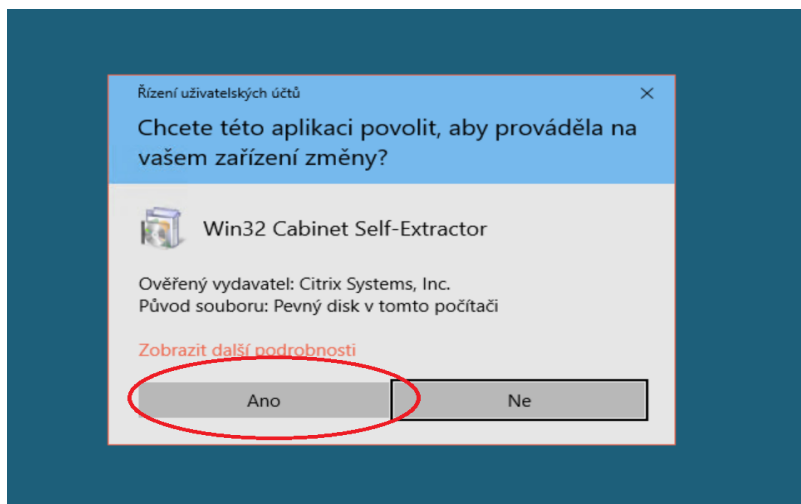 Řízení uživatelských účtů
Chcete této aplikaci povolit, aby prováděla na
vašem zařízení změny?
Win32 Cabinet Self-Extractor
Ověřený vydavatel: Citrix Systems, Inc.
Původ souboru: Pevný disk v tomto počítači
Zobrazit další podrobnosti
Ano
Ne